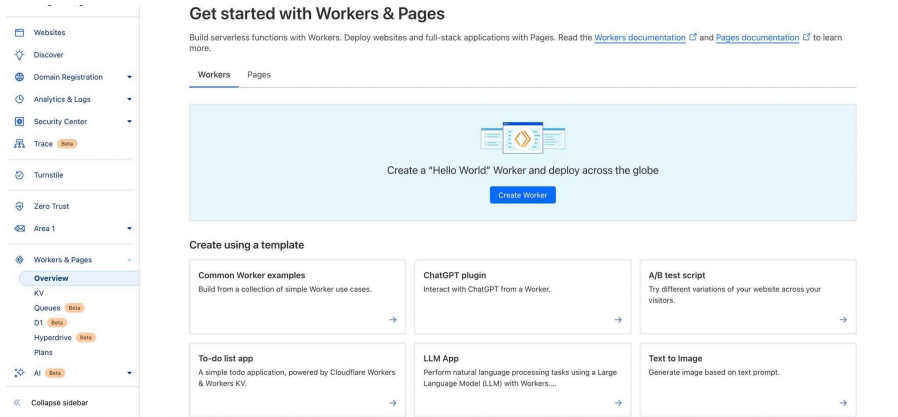 Websites
Discover
Domain Registration
Analytics & Logs
Security Center
Trace Beta
Turnstile
Zero Trust
Area 1
Workers & Pages
Overview
KV
Queues Beta
D1 Beta
Hyperdrive Beta
Plans
AI Beta
Collapse sidebar
Get started with Workers & Pages
Build serverless functions with Workers. Deploy websites and full-stack applications with Pages. Read the Workers documentation and Pages documentation to learn
more.
Workers Pages
Create a "Hello World" Worker and deploy across the globe
Create Worker
Create using a template
Common Worker examples
Build from a collection of simple Worker use cases.
ChatGPT plugin
Interact with ChatGPT from a Worker.
A/B test script
Try different variations of your website across your
visitors.
To-do list app
A simple todo application, powered by Cloudflare Workers
& Workers KV.
LLM App
Perform natural language processing tasks using a Large
Language Model (LLM) with Workers....
Text to Image
Generate image based on text prompt.